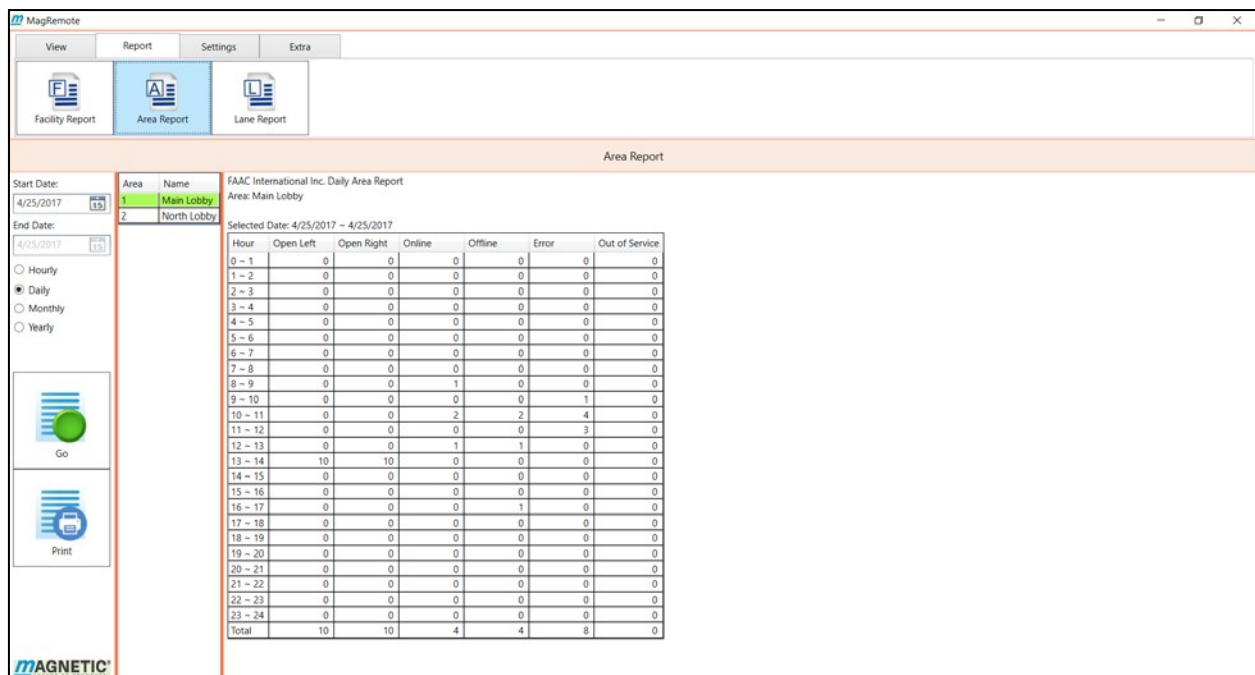 MagRemote
View Report Settings Extra
Facility Report Area Report Lane Report
Area Report
Start Date:
4/25/2017 15
End Date:
4/25/2017 15
Hourly
Daily
Monthly
Yearly
Go
Print
MAGNETIC
Area Name
1 Main Lobby
2 North Lobby
FAAC International Inc. Daily Area Report
Area: Main Lobby
Selected Date: 4/25/2017 ~ 4/25/2017
Hour Open Left Open Right Online Offline Error Out of Service
0 ~ 1 0 0 0 0 0 0
1 ~ 2 0 0 0 0 0 0
2 ~ 3 0 0 0 0 0 0
3 ~ 4 0 0 0 0 0 0
4 ~ 5 0 0 0 0 0 0
5 ~ 6 0 0 0 0 0 0
6 ~ 7 0 0 0 0 0 0
7 ~ 8 0 0 0 0 0 0
8 ~ 9 0 0 1 0 0 0
9 ~ 10 0 0 0 0 1 0
10 ~ 11 0 0 2 2 4 0
11 ~ 12 0 0 0 0 3 0
12 ~ 13 0 0 1 1 0 0
13 ~ 14 10 10 0 0 0 0
14 ~ 15 0 0 0 0 0 0
15 ~ 16 0 0 0 0 0 0
16 ~ 17 0 0 0 1 0 0
17 ~ 18 0 0 0 0 0 0
18 ~ 19 0 0 0 0 0 0
19 ~ 20 0 0 0 0 0 0
20 ~ 21 0 0 0 0 0 0
21 ~ 22 0 0 0 0 0 0
22 ~ 23 0 0 0 0 0 0
23 ~ 24 0 0 0 0 0 0
Total 10 10 4 4 8 0